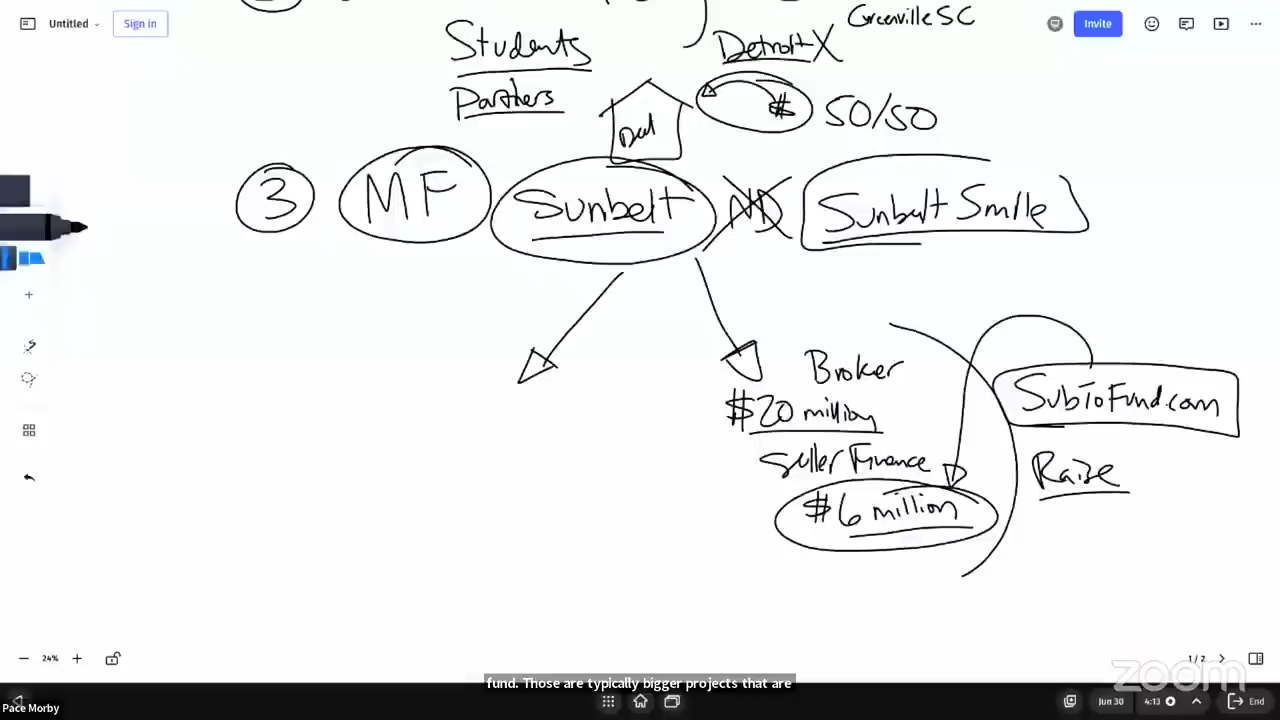 Untitled
Sign in
Invite
Greenville SC
Students
Detroit X
Partners
Deal
$
50/50
3
MF
Sunbelt
ND
Sunbelt Smile
Broker
$20 million
Seller Finance
$6 million
SubToFund.com
Raise
24%
1/2
zoom
fund. Those are typically bigger projects that are
Pace Morby
Jun 30
4:13
End